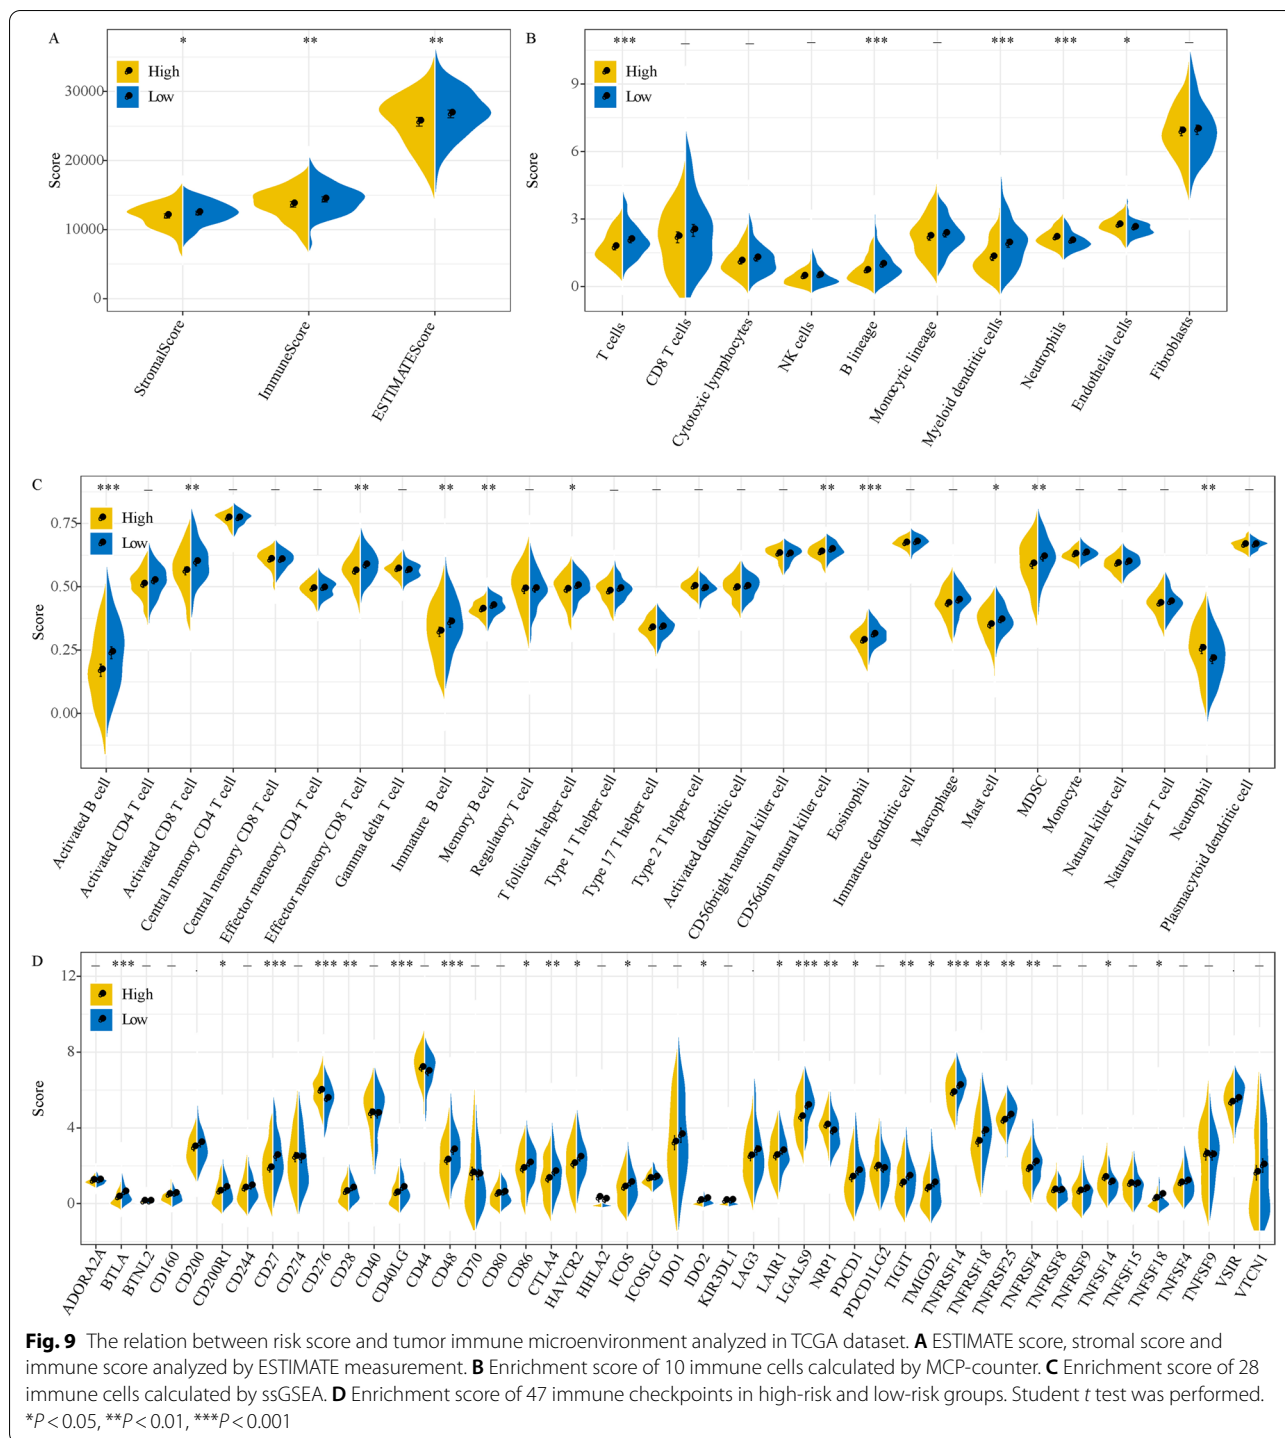 A
* ** **
High
Low
Score
30000
20000
10000
0
StromalScore
ImmuneScore
ESTIMATEScore
B
*** – – – *** – *** *** * –
High
Low
Score
9
6
3
0
T cells
CD8 T cells
Cytotoxic lymphocytes
NK cells
B lineage
Monocytic lineage
Myeloid dendritic cells
Neutrophils
Endothelial cells
Fibroblasts
C
*** – ** – – – ** – ** ** – * – – – – – ** *** – – * ** – – – ** –
High
Low
Score
0.75
0.50
0.25
0.00
Activated B cell
Activated CD4 T cell
Activated CD8 T cell
Central memory CD4 T cell
Central memory CD8 T cell
Effector memeory CD4 T cell
Effector memeory CD8 T cell
Gamma delta T cell
Immature B cell
Memory B cell
Regulatory T cell
T follicular helper cell
Type 1 T helper cell
Type 17 T helper cell
Type 2 T helper cell
Activated dendritic cell
CD56bright natural killer cell
CD56dim natural killer cell
Eosinophil
Immature dendritic cell
Macrophage
Mast cell
MDSC
Monocyte
Natural killer cell
Natural killer T cell
Neutrophil
Plasmacytoid dendritic cell
D
– *** – – . * – *** – *** ** – *** – *** – – * ** * – * – – * – . * *** ** * – ** * *** ** ** ** – – * – * – – . –
High
Low
Score
12
8
4
0
ADORA2A
BTLA
BTNL2
CD160
CD200
CD200R1
CD244
CD27
CD274
CD276
CD28
CD40
CD40LG
CD44
CD48
CD70
CD80
CD86
CTLA4
HAVCR2
HHLA2
ICOS
ICOSLG
IDO1
IDO2
KIR3DL1
LAG3
LAIR1
LGALS9
NRP1
PDCD1
PDCD1LG2
TIGIT
TMIGD2
TNFRSF14
TNFRSF18
TNFRSF25
TNFRSF4
TNFRSF8
TNFRSF9
TNFSF14
TNFSF15
TNFSF18
TNFSF4
TNFSF9
VSIR
VTCN1
Fig. 9 The relation between risk score and tumor immune microenvironment analyzed in TCGA dataset. A ESTIMATE score, stromal score and
immune score analyzed by ESTIMATE measurement. B Enrichment score of 10 immune cells calculated by MCP-counter. C Enrichment score of 28
immune cells calculated by ssGSEA. D Enrichment score of 47 immune checkpoints in high-risk and low-risk groups. Student t test was performed.
*P < 0.05, **P < 0.01, ***P < 0.001